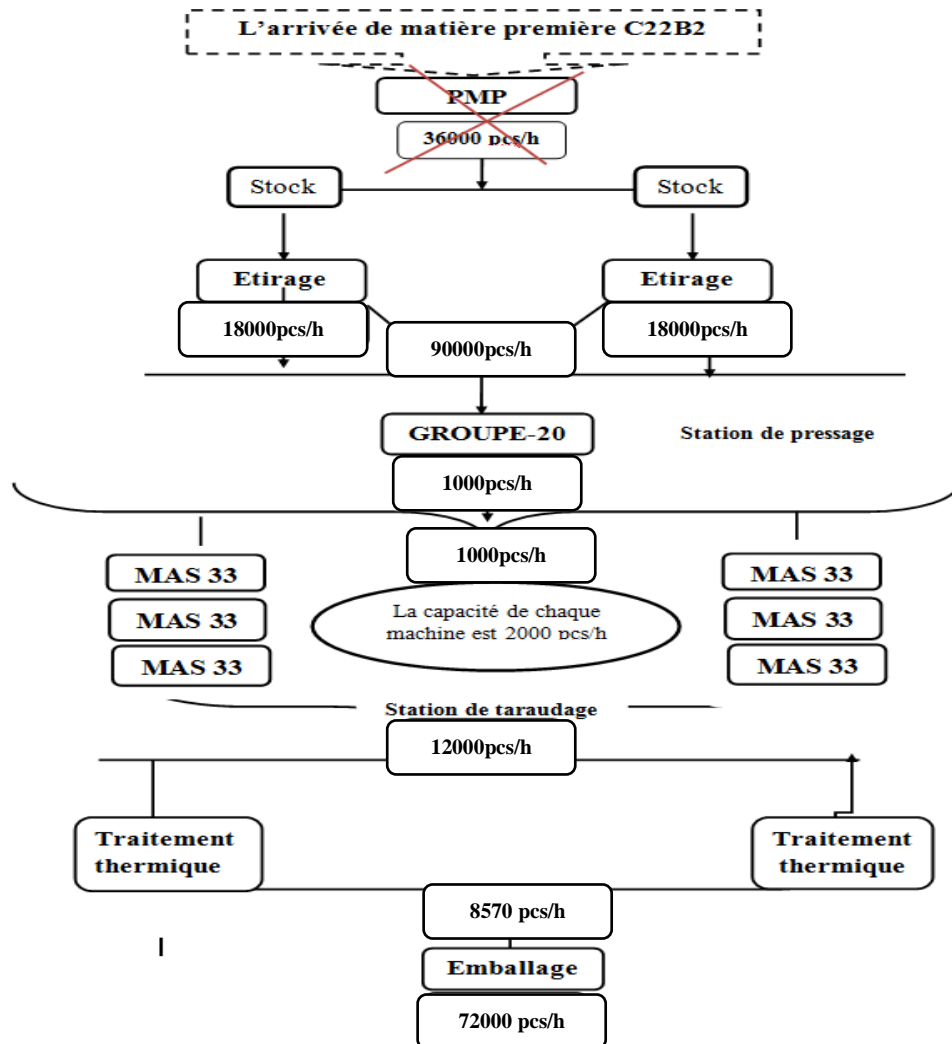 L'arrivée de matière première C22B2
PMP
36000 pcs/h
Stock
Stock
Etirage
Etirage
18000pcs/h
90000pcs/h
18000pcs/h
GROUPE-20
Station de pressage
1000pcs/h
1000pcs/h
MAS 33
MAS 33
MAS 33
La capacité de chaque
machine est 2000 pcs/h
MAS 33
MAS 33
MAS 33
Station de taraudage
12000pcs/h
Traitement
thermique
Traitement
thermique
8570 pcs/h
Emballage
72000 pcs/h